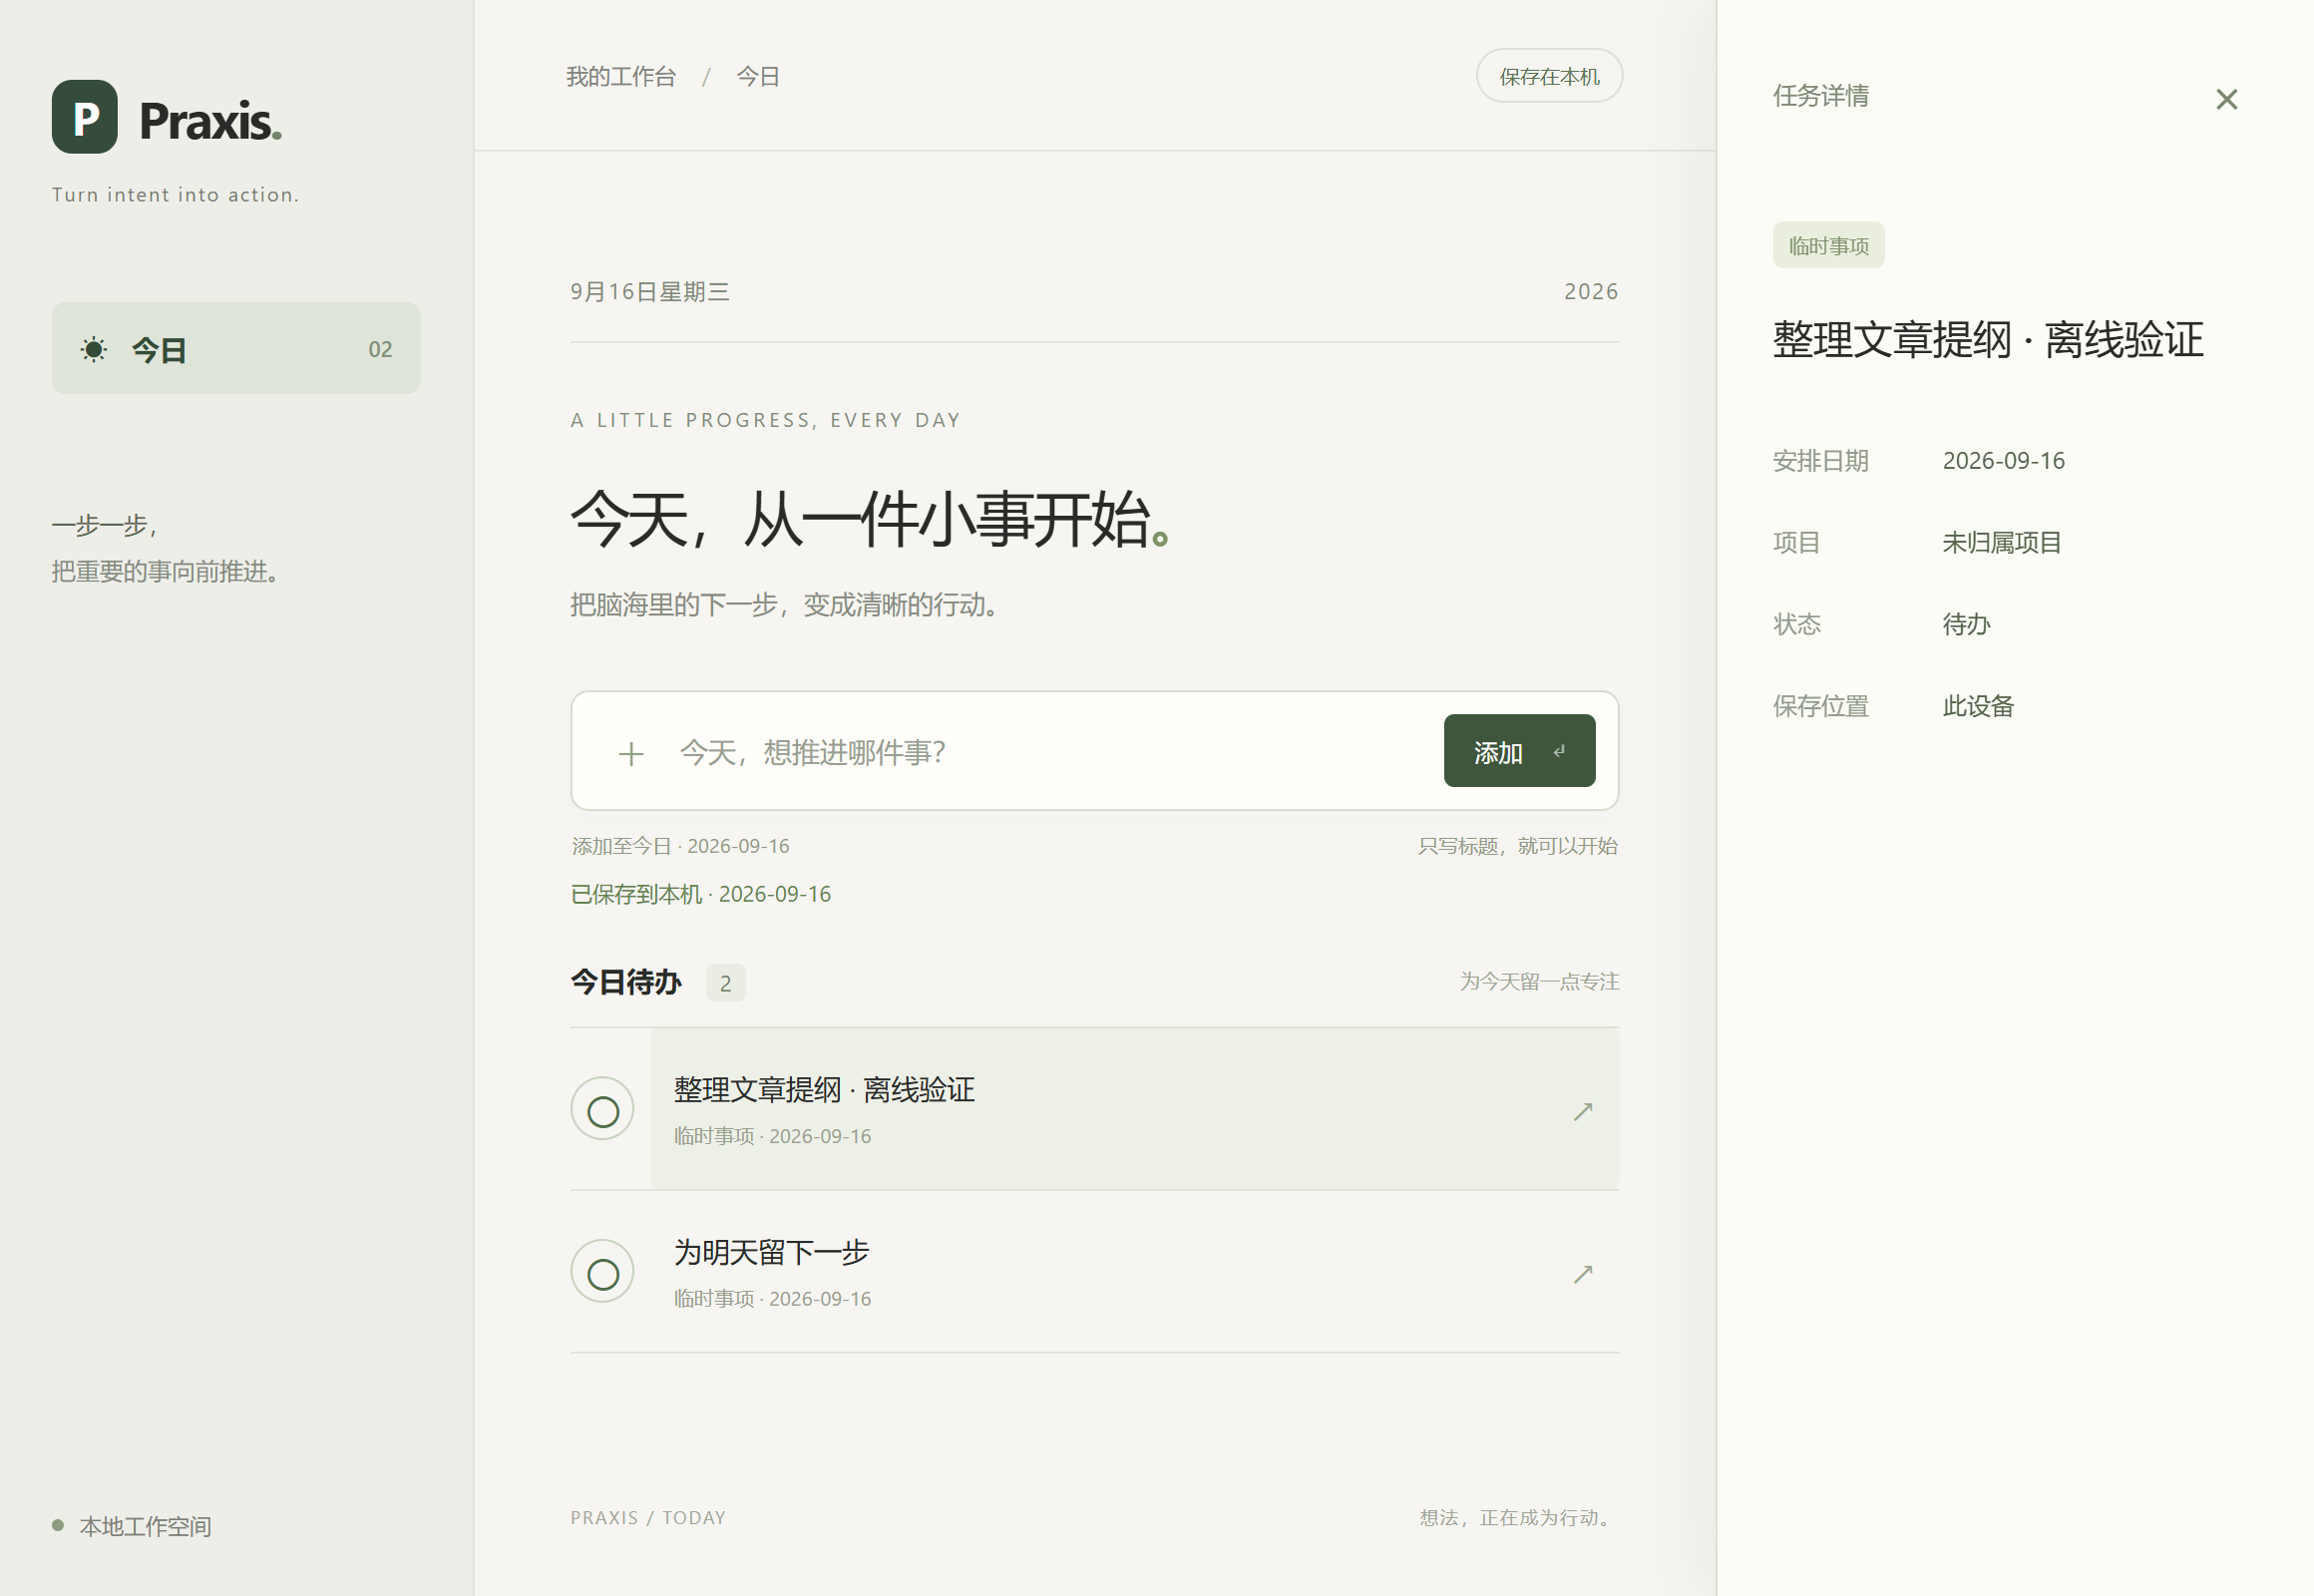 P Praxis.
Turn intent into action.
今日 02
一步一步，
把重要的事向前推进。
本地工作空间
我的工作台 / 今日
保存在本机
9月16日星期三
2026
A LITTLE PROGRESS, EVERY DAY
今天，从一件小事开始。
把脑海里的下一步，变成清晰的行动。
今天，想推进哪件事？
添加
添加至今日 · 2026-09-16
只写标题，就可以开始
已保存到本机 · 2026-09-16
今日待办 2
为今天留一点专注
整理文章提纲 · 离线验证
临时事项 · 2026-09-16
为明天留下一步
临时事项 · 2026-09-16
PRAXIS / TODAY
想法，正在成为行动。
任务详情
临时事项
整理文章提纲 · 离线验证
安排日期 2026-09-16
项目 未归属项目
状态 待办
保存位置 此设备